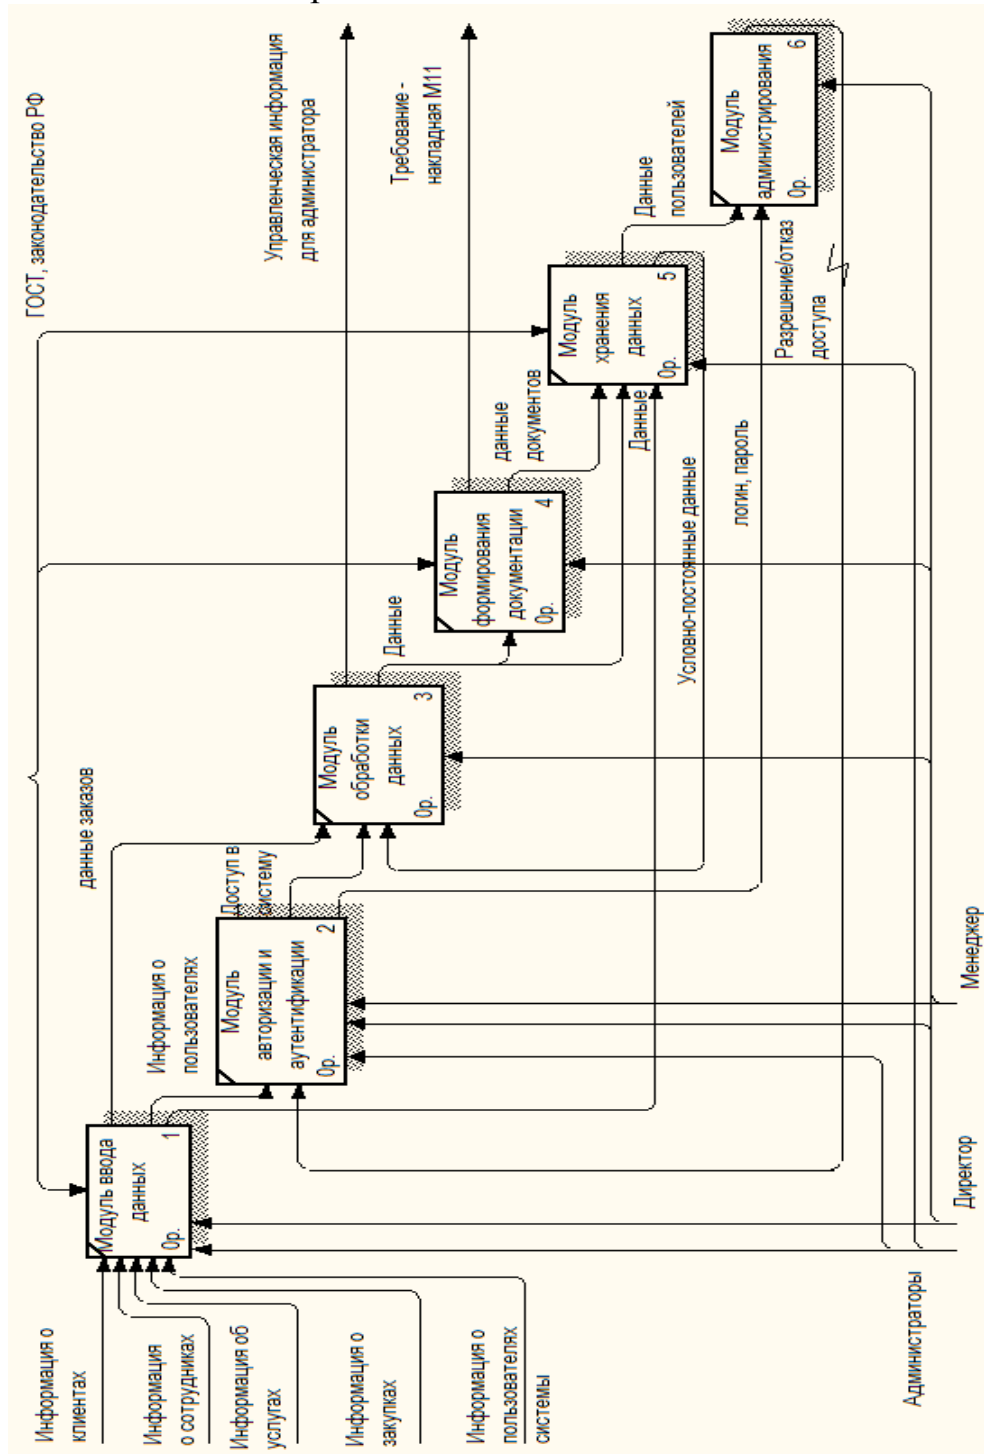 ГОСТ, законодательство РФ
Управленческая информация
для администратора
Требование -
накладная М11
Информация о
клиентах
Информация
о сотрудниках
Информация об
услугах
Информация о
закупках
Информация о
пользователях
системы
Модуль ввода
данных
0р.
1
данные заказов
Информация о
пользователях
Модуль
авторизации и
аутентификации
0р.
2
Доступ в
систему
Модуль
обработки
данных
0р.
3
Данные
Модуль
формирования
документации
0р.
4
данные
документов
Данные
Модуль
хранения
данных
0р.
5
Условно-постоянные данные
логин, пароль
Данные
пользователей
Модуль
администрирования
0р.
6
Разрешение/отказ
доступа
Администраторы
Директор
Менеджер